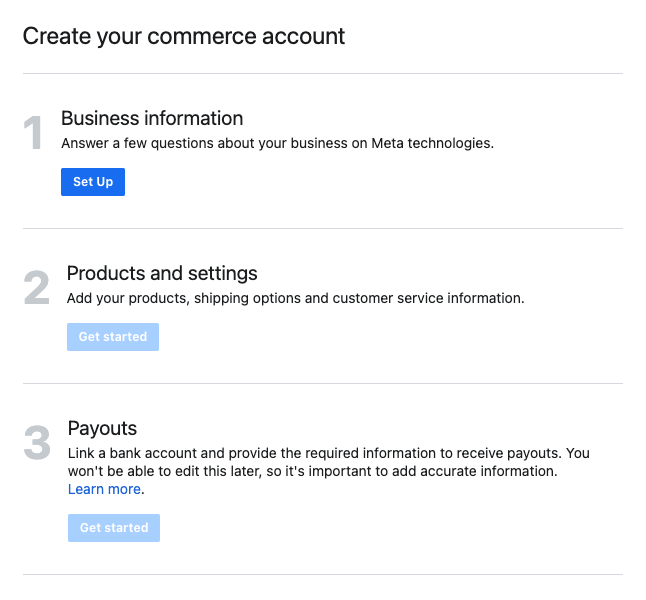 Create your commerce account
1
Business information
Answer a few questions about your business on Meta technologies.
Set Up
2
Products and settings
Add your products, shipping options and customer service information.
Get started
3
Payouts
Link a bank account and provide the required information to receive payouts. You
won't be able to edit this later, so it's important to add accurate information.
Learn more.
Get started